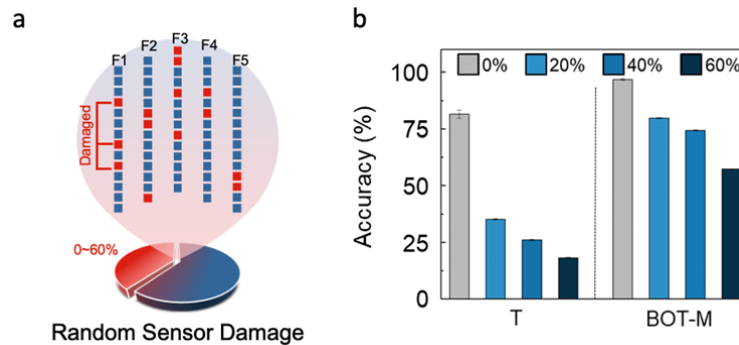 a
F1 F2 F3 F4 F5
Damaged
0~60%
Random Sensor Damage
b
0% 20% 40% 60%
Accuracy (%)
100
75
50
25
0
T BOT-M